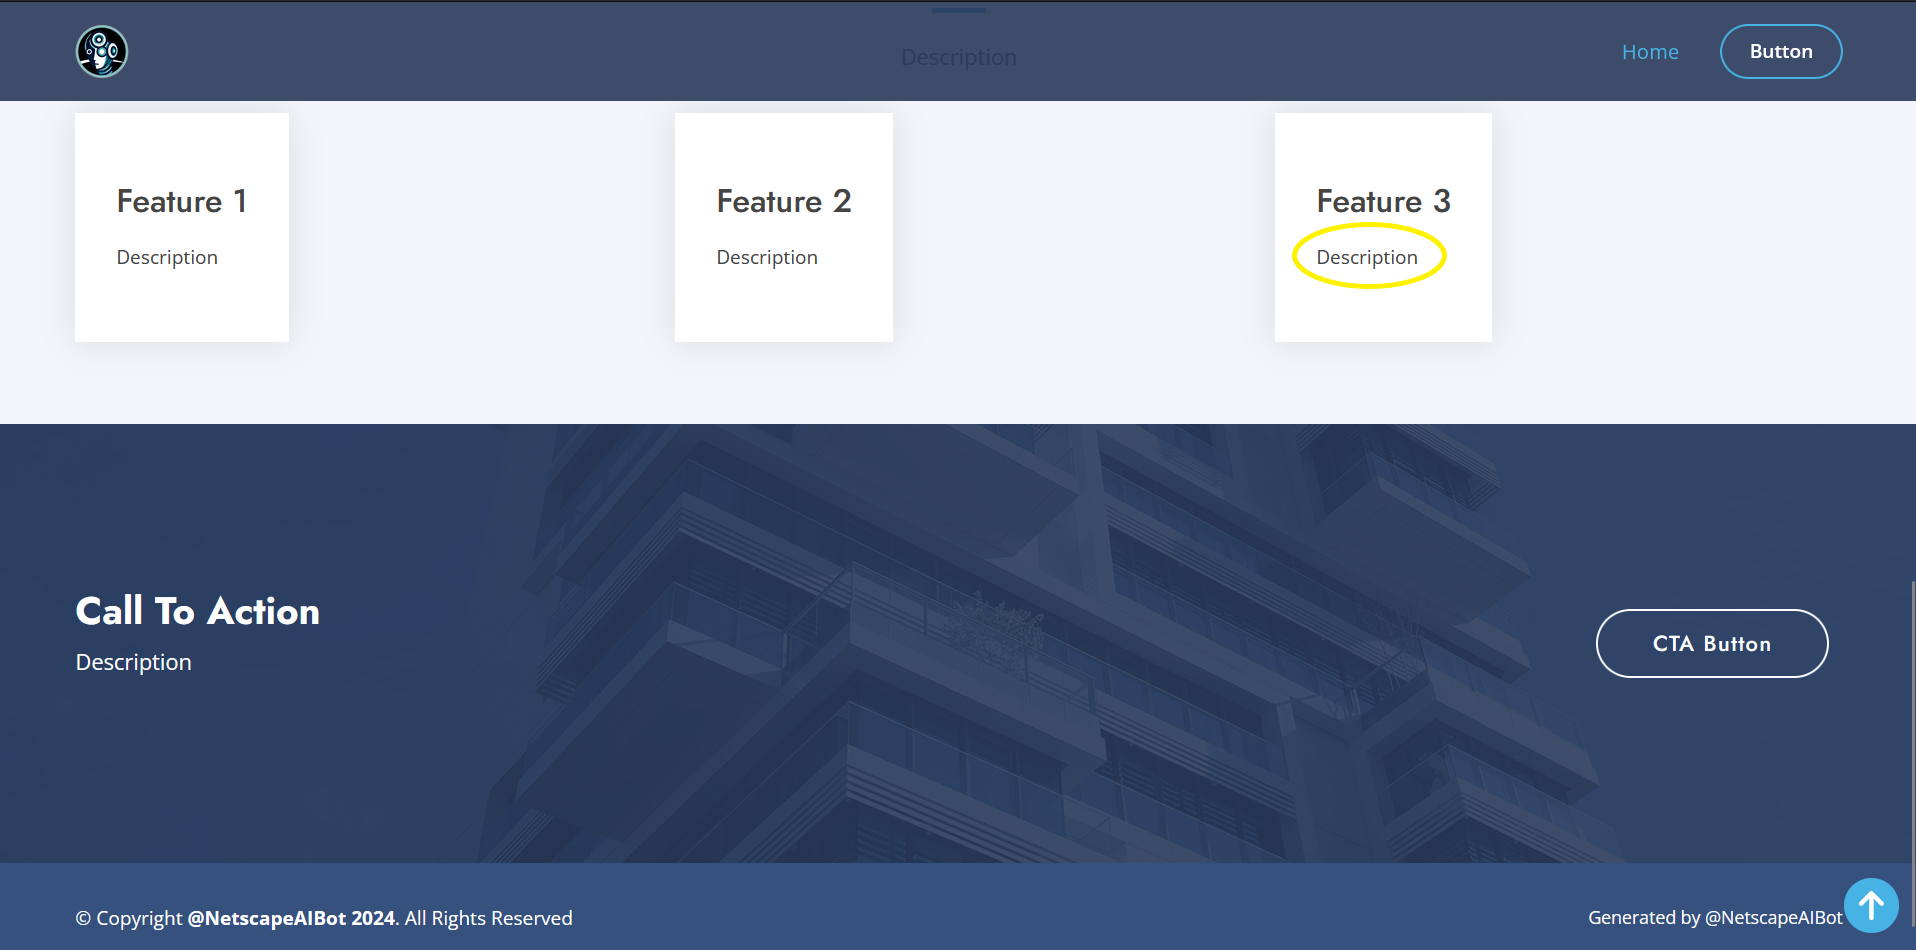 Description
Home
Button
Feature 1
Description
Feature 2
Description
Feature 3
Description
Call To Action
Description
CTA Button
© Copyright @NetscapeAIBot 2024. All Rights Reserved
Generated by @NetscapeAIBot